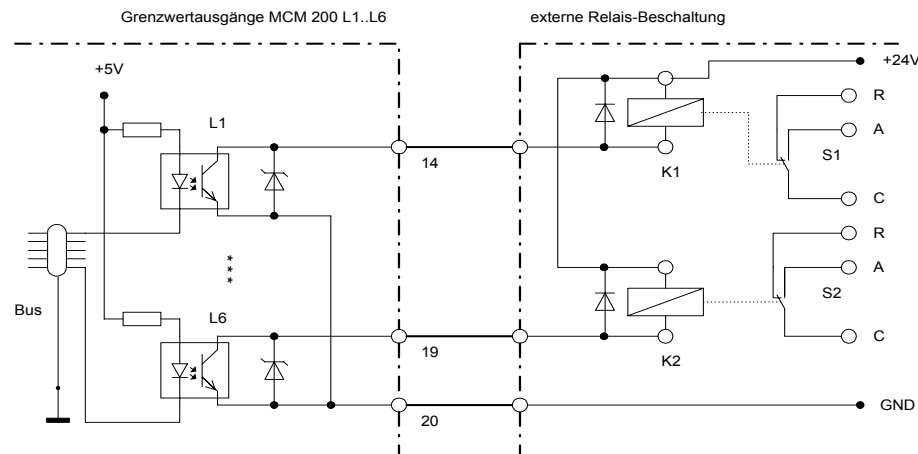 Grenzwertausgänge MCM 200 L1..L6
externe Relais-Beschaltung
+5V
+24V
L1
R
A
S1
14
K1
C
R
***
A
S2
Bus
L6
C
19
K2
GND
20